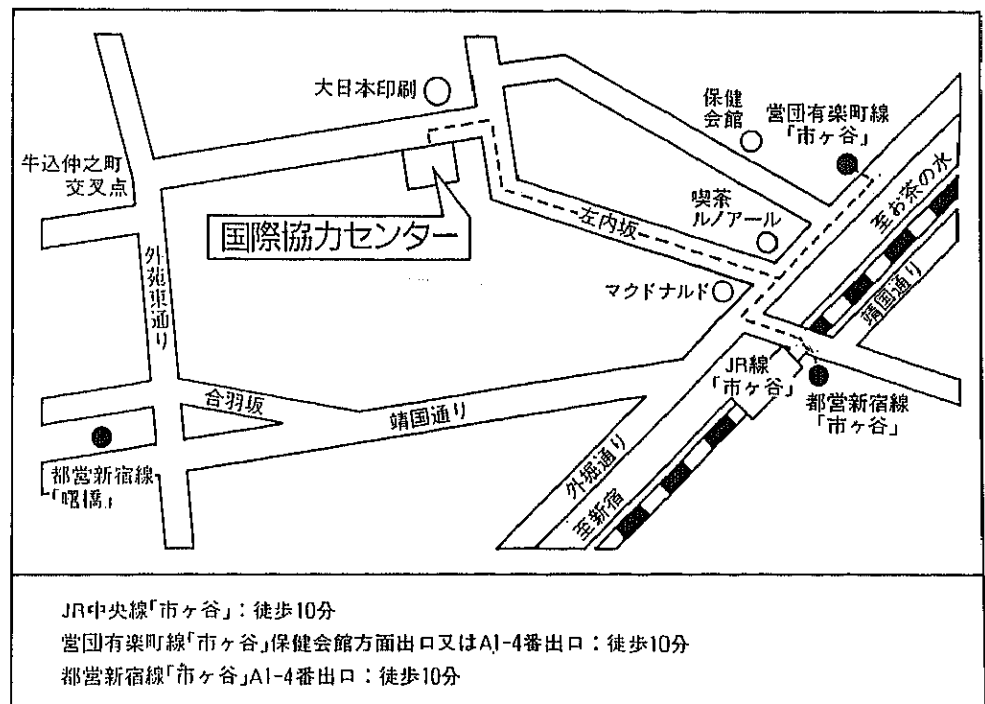 大日本印刷
保健
会館
営団有楽町線
「市ヶ谷」
牛込仲之町
交叉点
国際協力センター
左内坂
喫茶
ルノアール
至お茶の水
外苑東通り
マクドナルド
靖国通り
JR線
「市ヶ谷」
都営新宿線
「市ヶ谷」
合羽坂
靖国通り
外堀通り
至新宿
都営新宿線
「曙橋」
JR中央線「市ヶ谷」：徒歩10分
営団有楽町線「市ヶ谷」保健会館方面出口又はA1-4番出口：徒歩10分
都営新宿線「市ヶ谷」A1-4番出口：徒歩10分